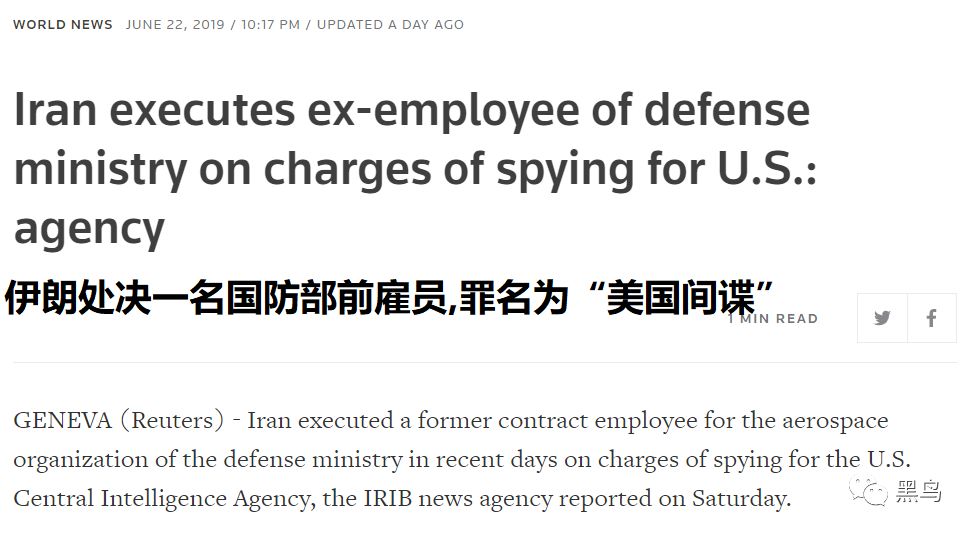 WORLD NEWS JUNE 22, 2019 / 10:17 PM / UPDATED A DAY AGO
Iran executes ex-employee of defense
ministry on charges of spying for U.S.:
agency
伊朗处决一名国防部前雇员,罪名为“美国间谍”
1 MIN READ
GENEVA (Reuters) - Iran executed a former contract employee for the aerospace
organization of the defense ministry in recent days on charges of spying for the U.S.
Central Intelligence Agency, the IRIB news agency reported on Saturday.
黑鸟